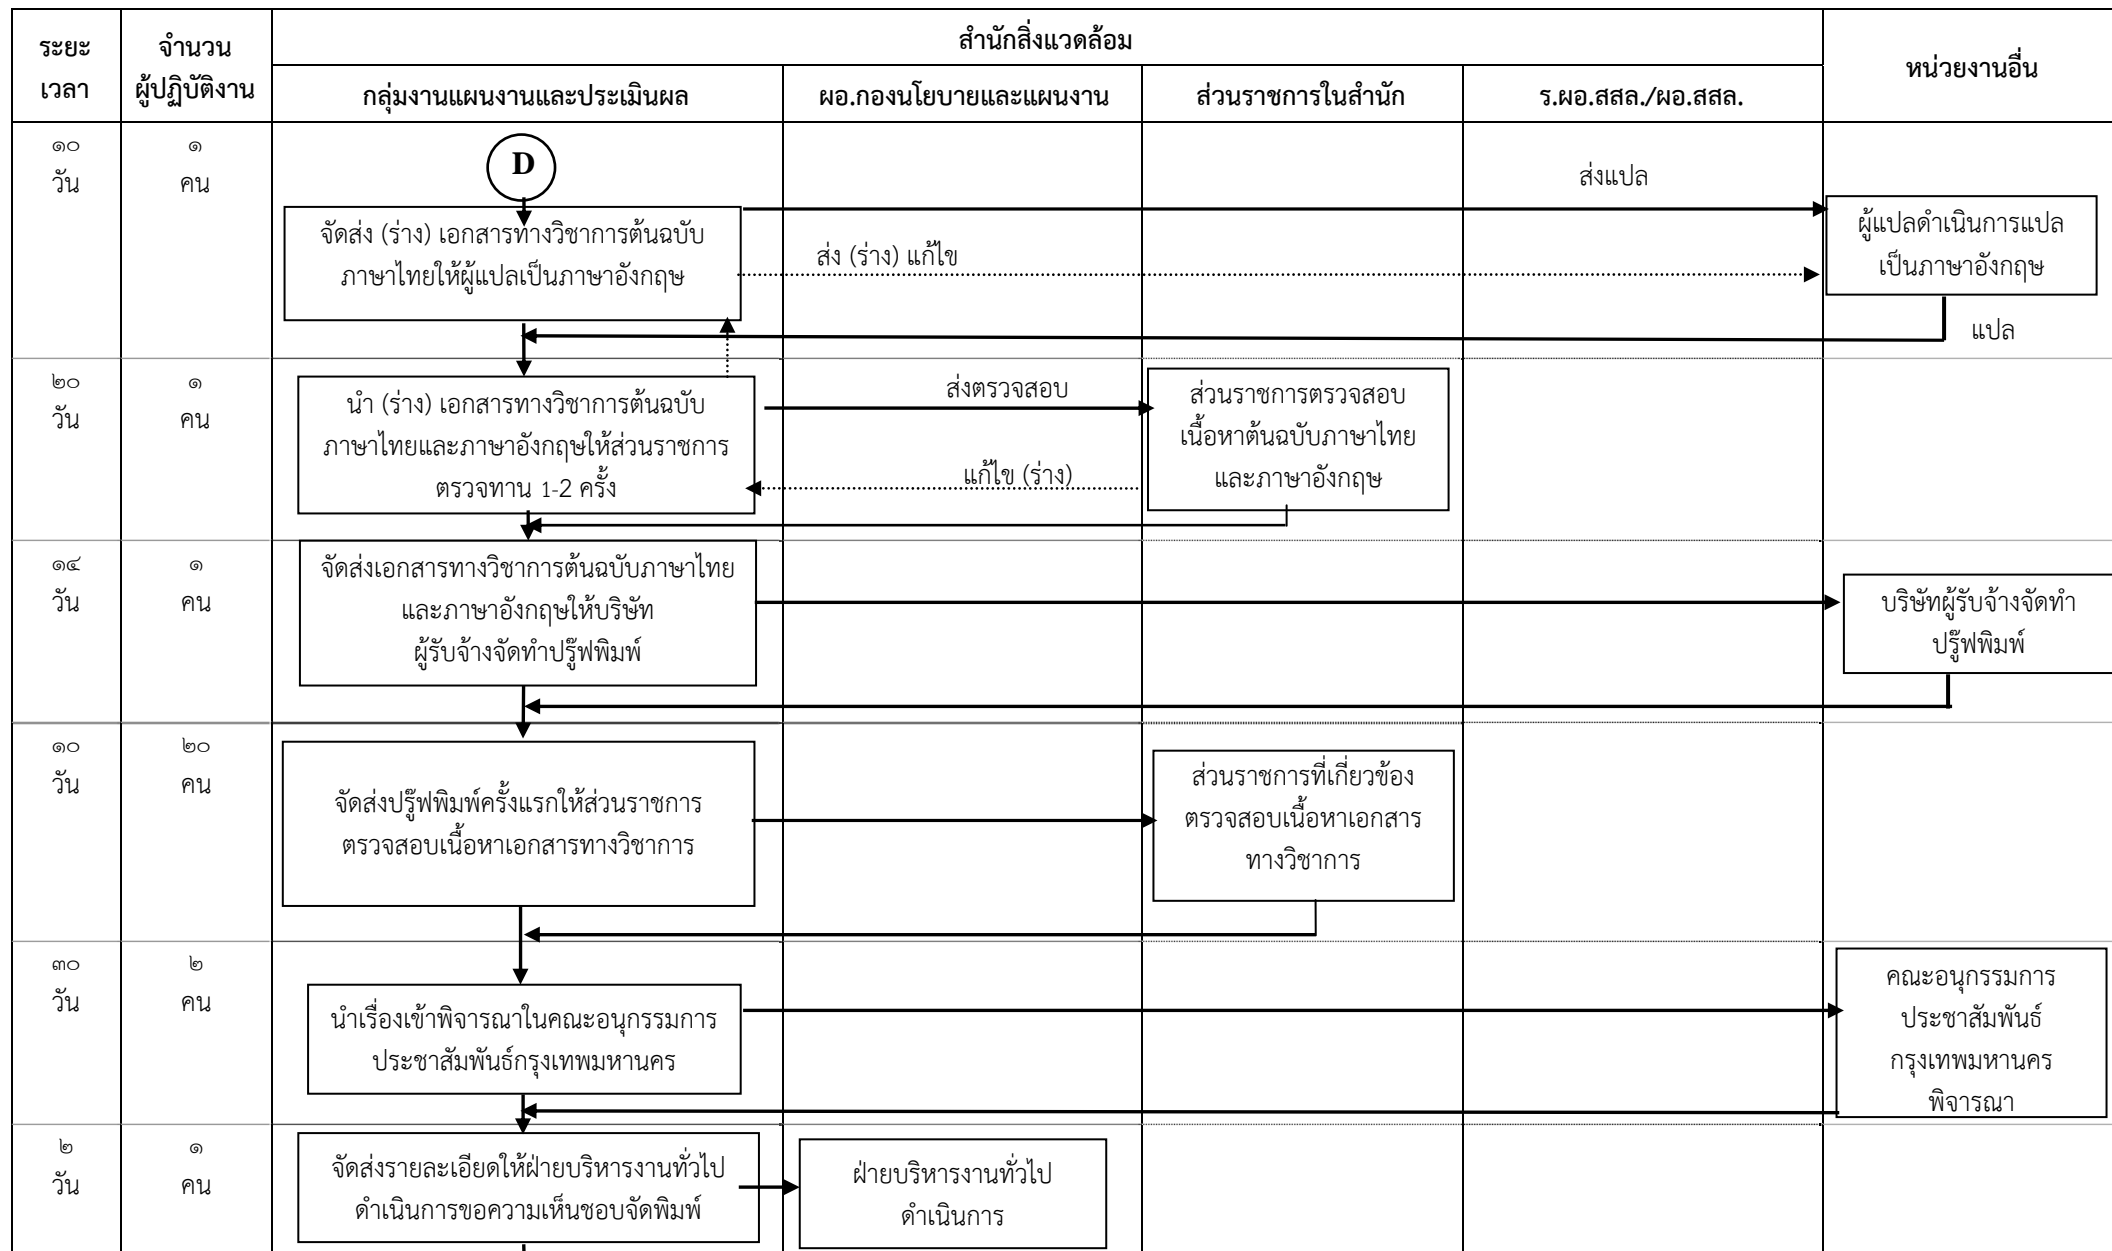 ระยะ
เวลา
จำนวน
ผู้ปฏิบัติงาน
สำนักสิ่งแวดล้อม
หน่วยงานอื่น
กลุ่มงานแผนงานและประเมินผล
ผอ.กองนโยบายและแผนงาน
ส่วนราชการในสำนัก
ร.ผอ.สสล./ผอ.สสล.
๑๐
วัน
๑
คน
D
จัดส่ง (ร่าง) เอกสารทางวิชาการต้นฉบับ
ภาษาไทยให้ผู้แปลเป็นภาษาอังกฤษ
ส่งแปล
ส่ง (ร่าง) แก้ไข
ผู้แปลดำเนินการแปล
เป็นภาษาอังกฤษ
แปล
๒๐
วัน
๑
คน
นำ (ร่าง) เอกสารทางวิชาการต้นฉบับ
ภาษาไทยและภาษาอังกฤษให้ส่วนราชการ
ตรวจทาน 1-2 ครั้ง
ส่งตรวจสอบ
แก้ไข (ร่าง)
ส่วนราชการตรวจสอบ
เนื้อหาต้นฉบับภาษาไทย
และภาษาอังกฤษ
๑๔
วัน
๑
คน
จัดส่งเอกสารทางวิชาการต้นฉบับภาษาไทย
และภาษาอังกฤษให้บริษัท
ผู้รับจ้างจัดทำปรู๊ฟพิมพ์
บริษัทผู้รับจ้างจัดทำ
ปรู๊ฟพิมพ์
๑๐
วัน
๒๐
คน
จัดส่งปรู๊ฟพิมพ์ครั้งแรกให้ส่วนราชการ
ตรวจสอบเนื้อหาเอกสารทางวิชาการ
ส่วนราชการที่เกี่ยวข้อง
ตรวจสอบเนื้อหาเอกสาร
ทางวิชาการ
๓๐
วัน
๒
คน
นำเรื่องเข้าพิจารณาในคณะอนุกรรมการ
ประชาสัมพันธ์กรุงเทพมหานคร
คณะอนุกรรมการ
ประชาสัมพันธ์
กรุงเทพมหานคร
พิจารณา
๒
วัน
๑
คน
จัดส่งรายละเอียดให้ฝ่ายบริหารงานทั่วไป
ดำเนินการขอความเห็นชอบจัดพิมพ์
ฝ่ายบริหารงานทั่วไป
ดำเนินการ